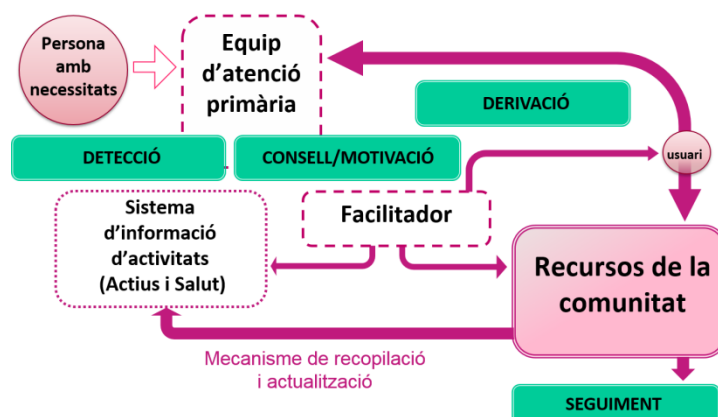 Persona
amb
necessitats
Equip
d'atenció
primària
DERIVACIÓ
DETECCIÓ
CONSELL/MOTIVACIÓ
usuari
Sistema
d'informació
d'activitats
(Actius i Salut)
Facilitador
Recursos de la
comunitat
Mecanisme de recopilació
i actualització
SEGUIMENT